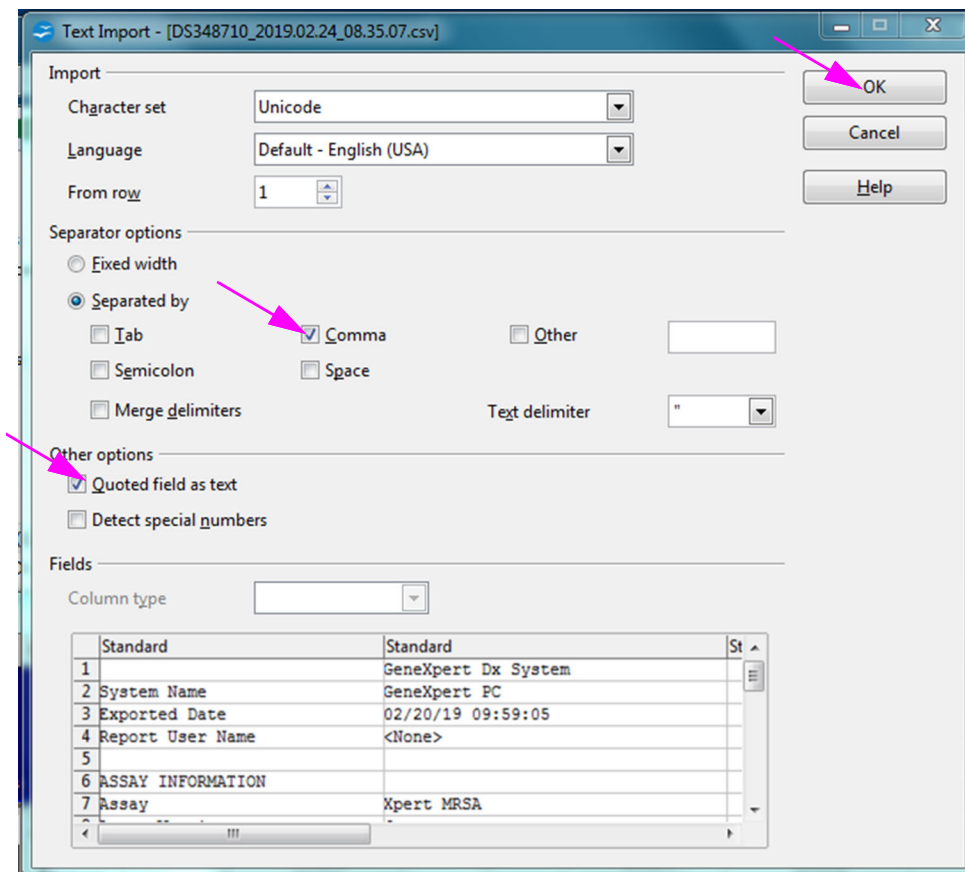 Text Import - [DS348710_2019.02.24_08.35.07.csv]
Import
Character set Unicode
Language Default - English (USA)
From row 1
OK
Cancel
Help
Separator options
Fixed width
Separated by
Tab Comma Other
Semicolon Space
Merge delimiters Text delimiter "
Other options
Quoted field as text
Detect special numbers
Fields
Column type
Standard Standard St
1 GeneXpert Dx System
2 System Name GeneXpert PC
3 Exported Date 02/20/19 09:59:05
4 Report User Name <None>
5
6 ASSAY INFORMATION
7 Assay Xpert MRSA